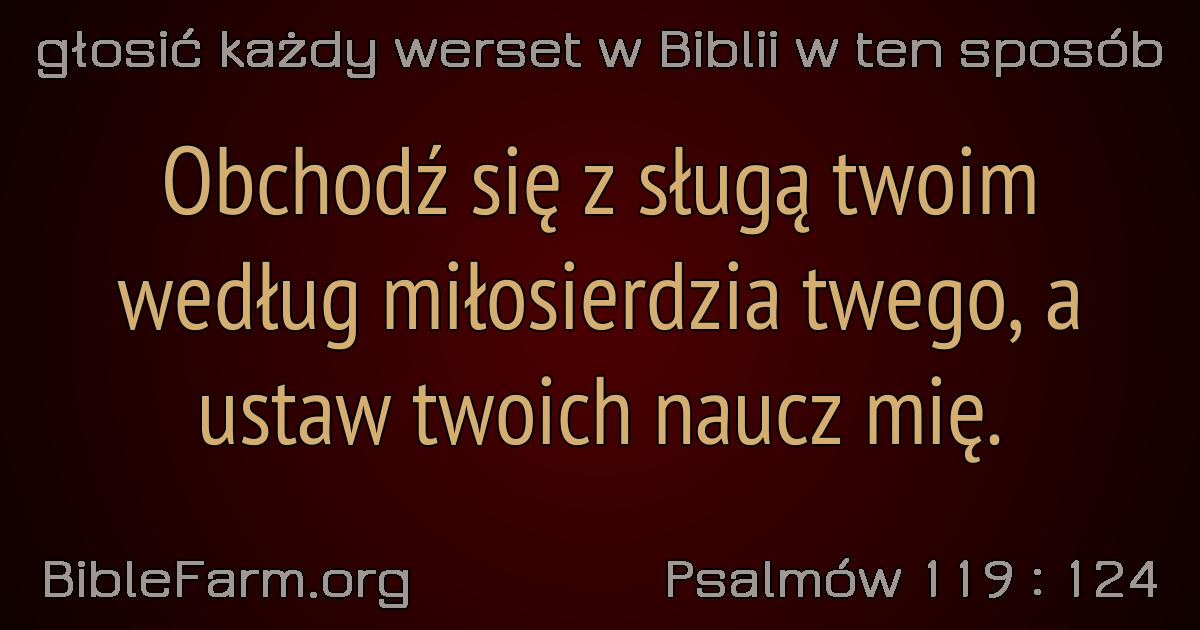 głosić każdy werset w Biblii w ten sposób
Obchodź się z sługą twoim
według miłosierdzia twego, a
ustaw twoich naucz mię.
BibleFarm.org
Psalmów 119 : 124